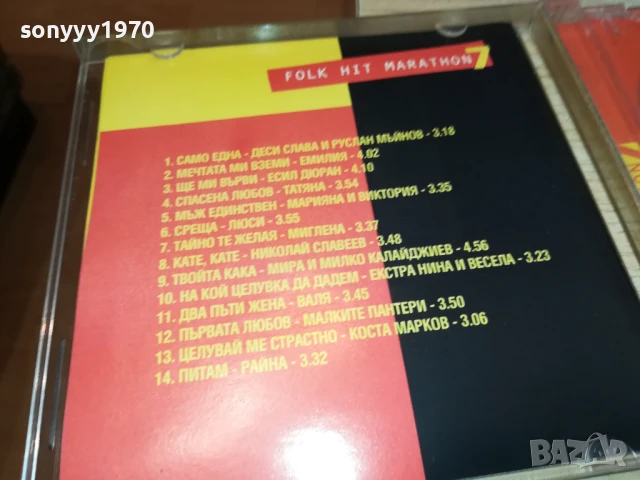 sonyyy1970
FOLK HIT MARATHON 7
1. САМО ЕДНА - ДЕСИ СЛАВА И РУСЛАН МЪЙНОВ - 3.18
2. МЕЧТАТА МИ ВЗЕМИ - ЕМИЛИЯ - 4.02
3. ЩЕ МИ ВЪРВИ - ЕСИЛ ДЮРАН - 4.10
4. СПАСЕНА ЛЮБОВ - ТАТЯНА - 3.54
5. МЪЖ ЕДИНСТВЕН - МАРИЯНА И ВИКТОРИЯ - 3.35
6. СРЕЩА - ЛЮСИ - 3.55
7. ТАЙНО ТЕ ЖЕЛАЯ - МИГЛЕНА - 3.37
8. КАТЕ, КАТЕ - НИКОЛАЙ СЛАВЕЕВ - 3.48
9. ТВОЙТА КАКА - МИРА И МИЛКО КАЛАЙДЖИЕВ - 4.56
10. НА КОЙ ЦЕЛУВКА ДА ДАДЕМ - ЕКСТРА НИНА И ВЕСЕЛА - 3.23
11. ДВА ПЪТИ ЖЕНА - ВАЛЯ - 3.45
12. ПЪРВАТА ЛЮБОВ - МАЛКИТЕ ПАНТЕРИ - 3.50
13. ЦЕЛУВАЙ МЕ СТРАСТНО - КОСТА МАРКОВ - 3.06
14. ПИТАМ - РАЙНА - 3.32
BAZAR
bg